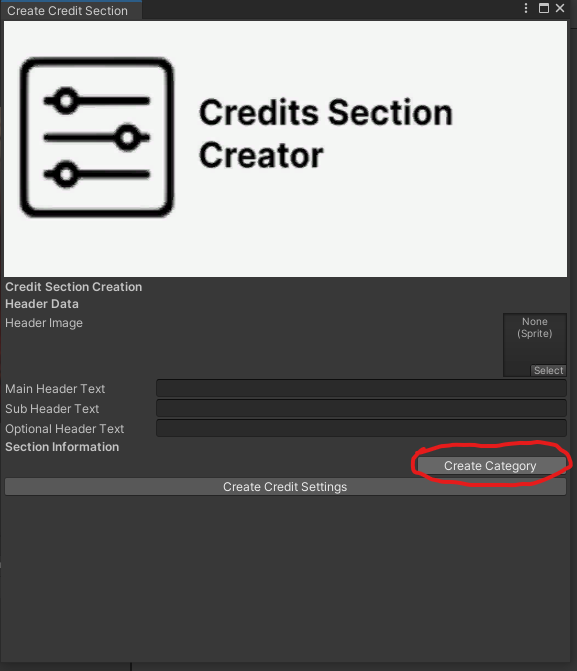 Create Credit Section
Credits Section
Creator
Credit Section Creation
Header Data
Header Image
None
(Sprite)
Select
Main Header Text
Sub Header Text
Optional Header Text
Section Information
Create Category
Create Credit Settings